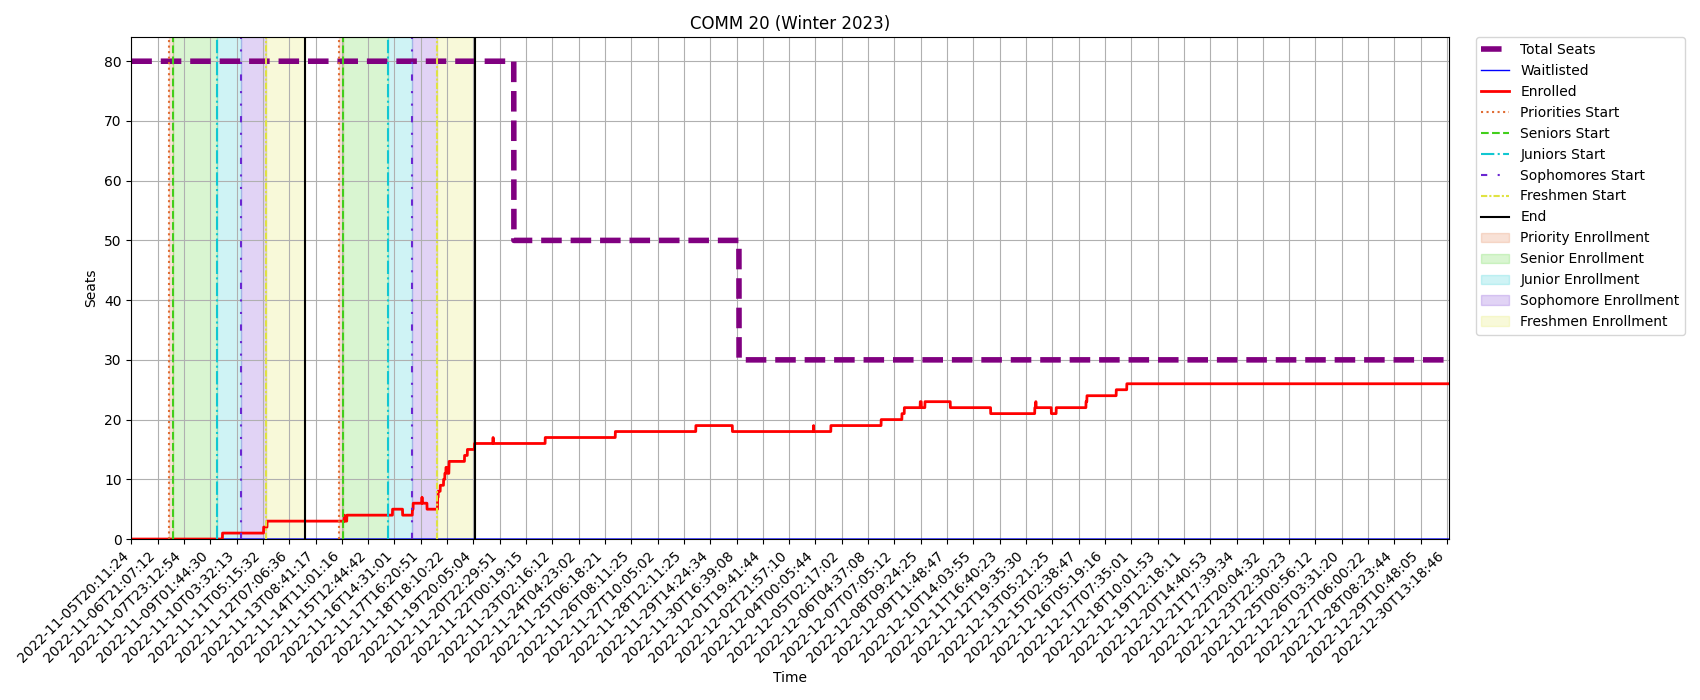 COMM 20 (Winter 2023)
Seats
80
70
60
50
40
30
20
10
0
2022-11-05T20:11:24
2022-11-06T21:07:12
2022-11-07T23:12:54
2022-11-09T01:44:30
2022-11-10T03:32:13
2022-11-11T05:15:32
2022-11-12T07:06:36
2022-11-13T08:41:17
2022-11-14T11:01:16
2022-11-15T12:44:42
2022-11-16T14:31:01
2022-11-17T16:20:51
2022-11-18T18:10:22
2022-11-19T20:05:04
2022-11-20T22:29:51
2022-11-22T00:19:15
2022-11-23T02:16:12
2022-11-24T04:23:02
2022-11-25T06:18:21
2022-11-26T08:11:25
2022-11-27T10:05:02
2022-11-28T12:11:25
2022-11-29T14:24:34
2022-11-30T16:39:08
2022-12-01T19:41:44
2022-12-02T21:57:10
2022-12-04T00:05:44
2022-12-05T02:17:02
2022-12-06T04:37:08
2022-12-07T07:05:12
2022-12-08T09:24:25
2022-12-09T11:48:47
2022-12-10T14:03:55
2022-12-11T16:40:23
2022-12-12T19:35:30
2022-12-13T05:21:25
2022-12-15T02:38:47
2022-12-16T05:19:16
2022-12-17T07:35:01
2022-12-18T10:01:53
2022-12-19T12:18:11
2022-12-20T14:40:53
2022-12-21T17:39:34
2022-12-22T20:04:32
2022-12-23T22:30:23
2022-12-25T00:56:12
2022-12-26T03:31:20
2022-12-27T06:00:22
2022-12-28T08:23:44
2022-12-29T10:48:05
2022-12-30T13:18:46
Time
Total Seats
Waitlisted
Enrolled
Priorities Start
Seniors Start
Juniors Start
Sophomores Start
Freshmen Start
End
Priority Enrollment
Senior Enrollment
Junior Enrollment
Sophomore Enrollment
Freshmen Enrollment